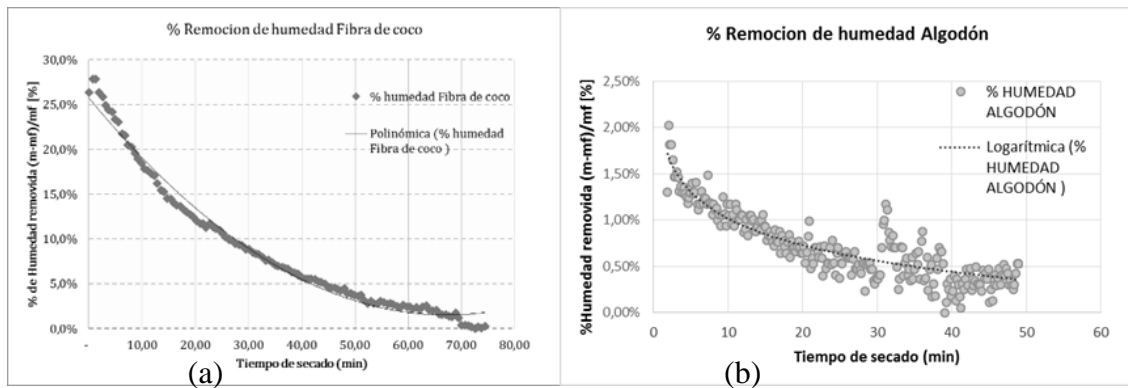 % Remocion de humedad Fibra de coco
% de Humedad removida (m-mf)/mf [%]
30,0%
25,0%
20,0%
15,0%
10,0%
5,0%
0,0%
% humedad Fibra de coco
Polinómica (% humedad
Fibra de coco )
-
10,00
20,00
30,00
40,00
50,00
60,00
70,00
80,00
Tiempo de secado (min)
(a)
% Remocion de humedad Algodón
%Humedad removida (m-mf)/mf [%]
2,50%
2,00%
1,50%
1,00%
0,50%
0,00%
% HUMEDAD
ALGODÓN
Logarítmica (%
HUMEDAD
ALGODÓN )
0
10
20
30
40
50
60
Tiempo de secado (min)
(b)